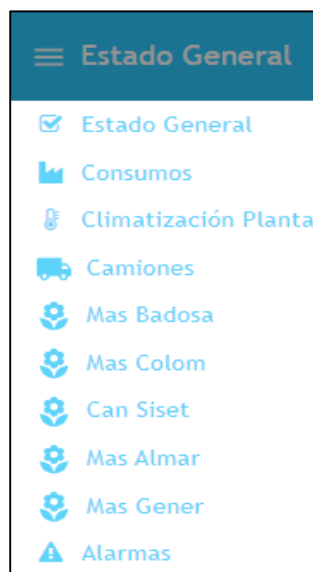 Estado General
Estado General
Consumos
Climatización Planta
Camiones
Mas Badosa
Mas Colom
Can Siset
Mas Almar
Mas Gener
Alarmas